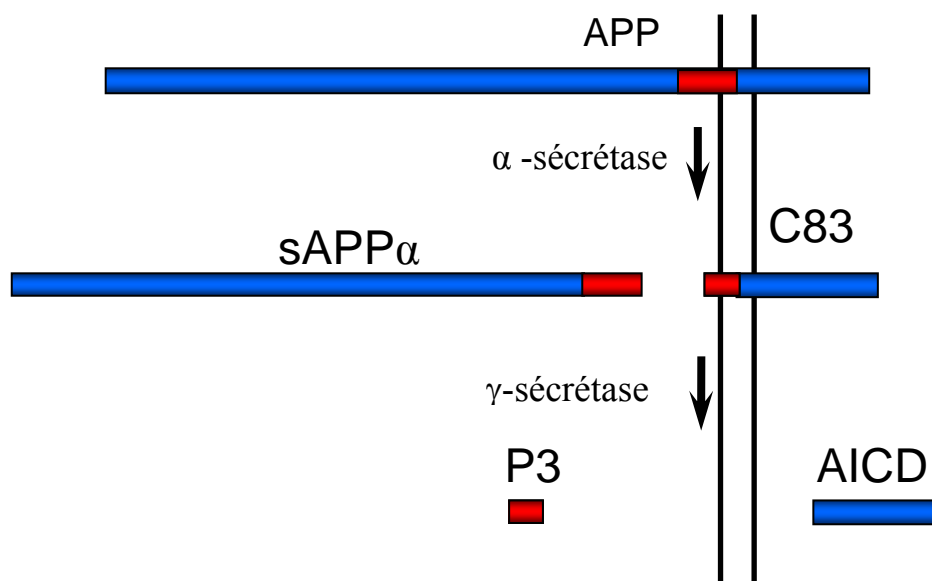 APP
α -sécrétase
C83
sAPPα
γ-sécrétase
P3
AICD